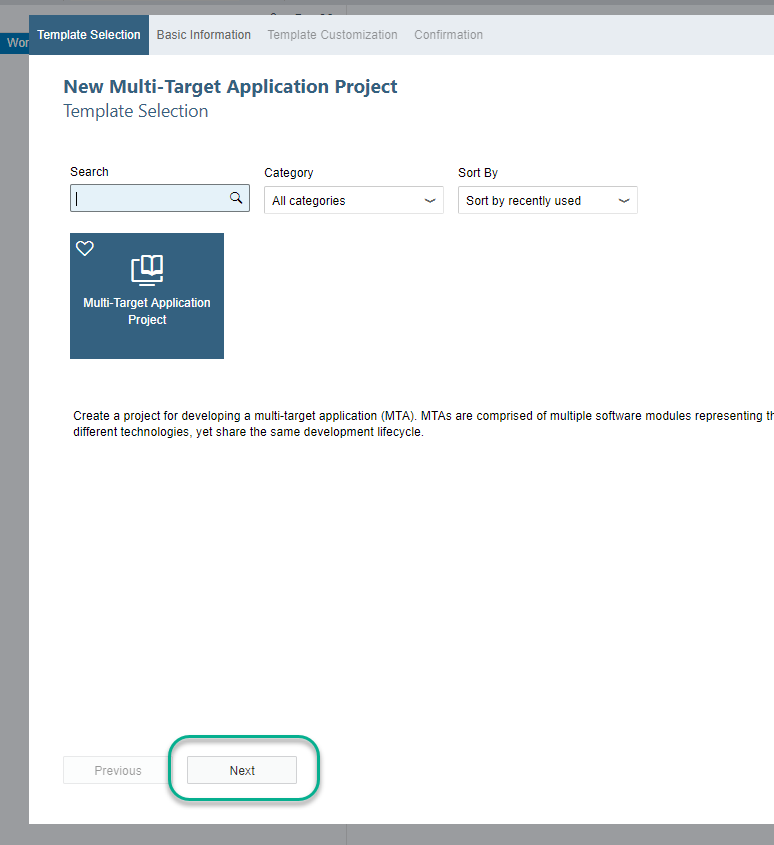 Wor
Template Selection Basic Information Template Customization Confirmation
New Multi-Target Application Project
Template Selection
Search Category Sort By
All categories Sort by recently used
Multi-Target Application
Project
Create a project for developing a multi-target application (MTA). MTAs are comprised of multiple software modules representing th
different technologies, yet share the same development lifecycle.
Previous Next